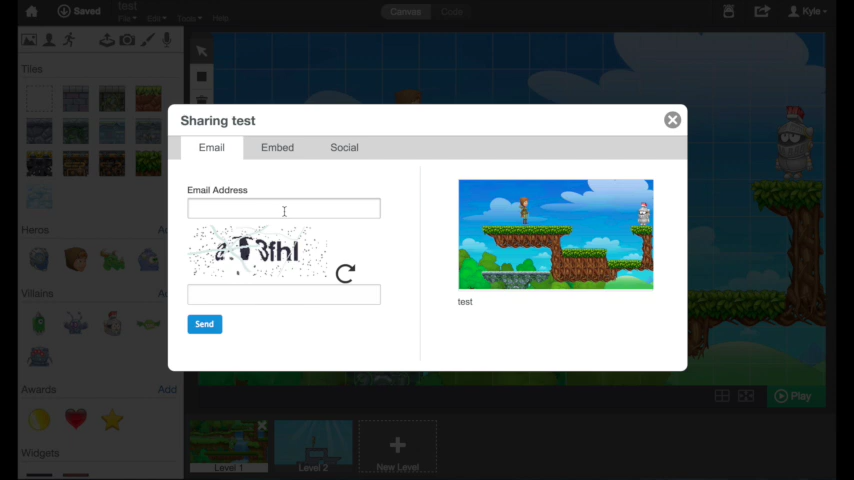 test
Saved
File Edit Tools Help
Canvas Code
Kyle
Tiles
Heros
Villains
Awards Add
Widgets
Sharing test
Email Embed Social
Email Address
Send
test
Play
Level 1
Level 2
New Level